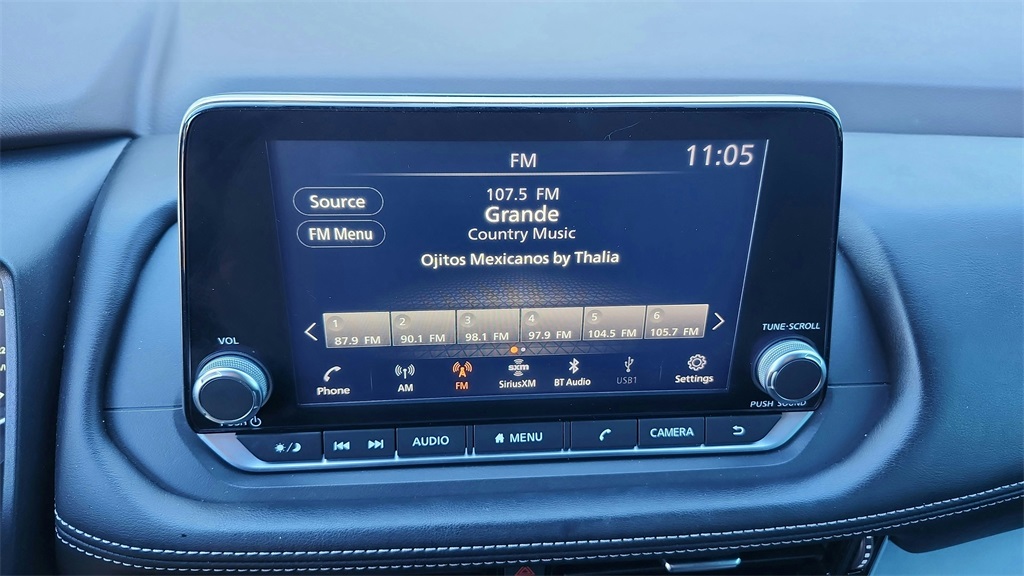 FM
11:05
Source
FM Menu
107.5 FM
Grande
Country Music
Ojitos Mexicanos by Thalia
1
87.9 FM
2
90.1 FM
3
98.1 FM
4
97.9 FM
5
104.5 FM
6
105.7 FM
Phone
AM
FM
sxm
SiriusXM
BT Audio
USB1
Settings
VOL
TUNE·SCROLL
PUSH
PUSH SOUND
AUDIO
MENU
CAMERA